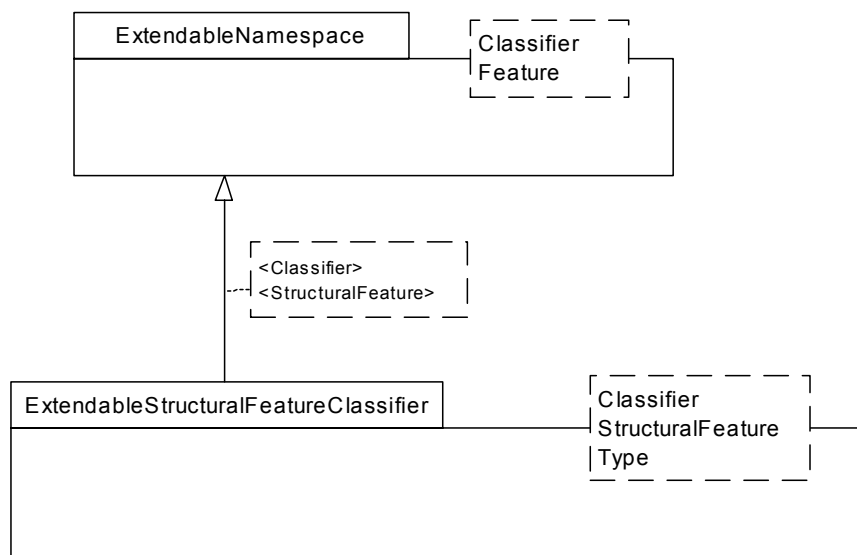 ExtendableNamespace
Classifier
Feature
<Classifier>
<StructuralFeature>
ExtendableStructuralFeatureClassifier
Classifier
StructuralFeature
Type